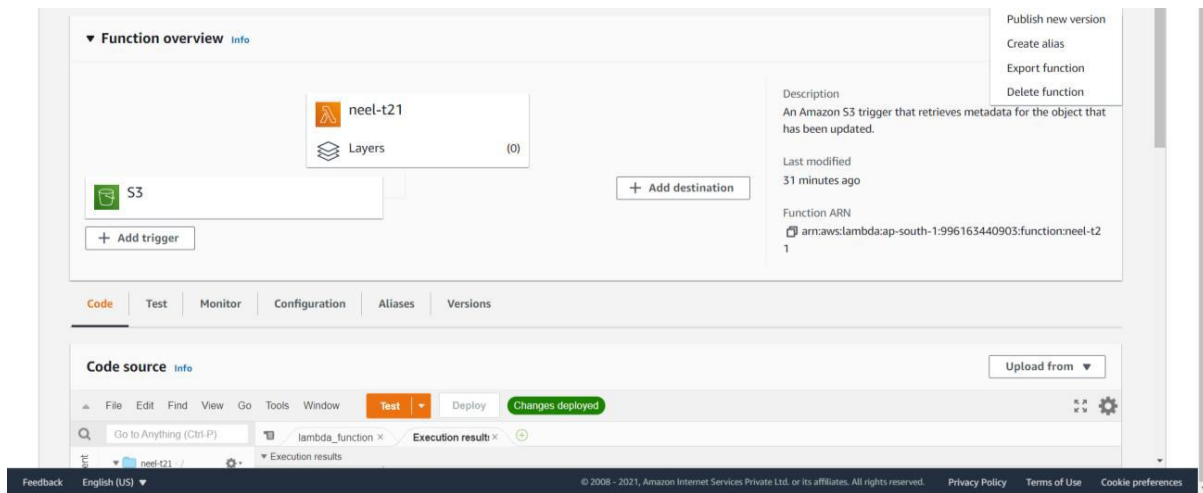 Publish new version
▼ Function overview Info
Create alias
Export function
Delete function
neel-t21
Layers (0)
S3
+ Add trigger
+ Add destination
Description
An Amazon S3 trigger that retrieves metadata for the object that
has been updated.
Last modified
31 minutes ago
Function ARN
arn:aws:lambda:ap-south-1:996163440903:function:neel-t2
1
Code Test Monitor Configuration Aliases Versions
Code source Info
Upload from ▼
File Edit Find View Go Tools Window Test Deploy Changes deployed
Go to Anything (Ctrl-P) lambda_function × Execution results ×
neel-t21 - / ▼ Execution results
Feedback English (US) ▼ © 2008 - 2021, Amazon Internet Services Private Ltd. or its affiliates. All rights reserved. Privacy Policy Terms of Use Cookie preferences